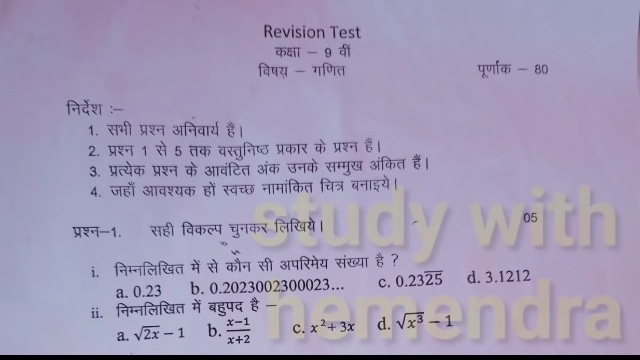 Revision Test
कक्षा – 9 वीं
विषय – गणित पूर्णांक – 80
निर्देश :–
1. सभी प्रश्न अनिवार्य हैं।
2. प्रश्न 1 से 5 तक वस्तुनिष्ठ प्रकार के प्रश्न हैं।
3. प्रत्येक प्रश्न के आवंटित अंक उनके सम्मुख अंकित हैं।
4. जहाँ आवश्यक हों स्वच्छ नामांकित चित्र बनाइये।
study with
प्रश्न–1. सही विकल्प चुनकर लिखिये। 05
i. निम्नलिखित में से कौन सी अपरिमेय संख्या है ?
a. 0.23 b. 0.2023002300023... c. 0.23\overline{25} d. 3.1212
nemendra
ii. निम्नलिखित में बहुपद है –
a. √(2x) – 1 b. (x–1)/(x+2) c. x² + 3x d. √(x³) – 1